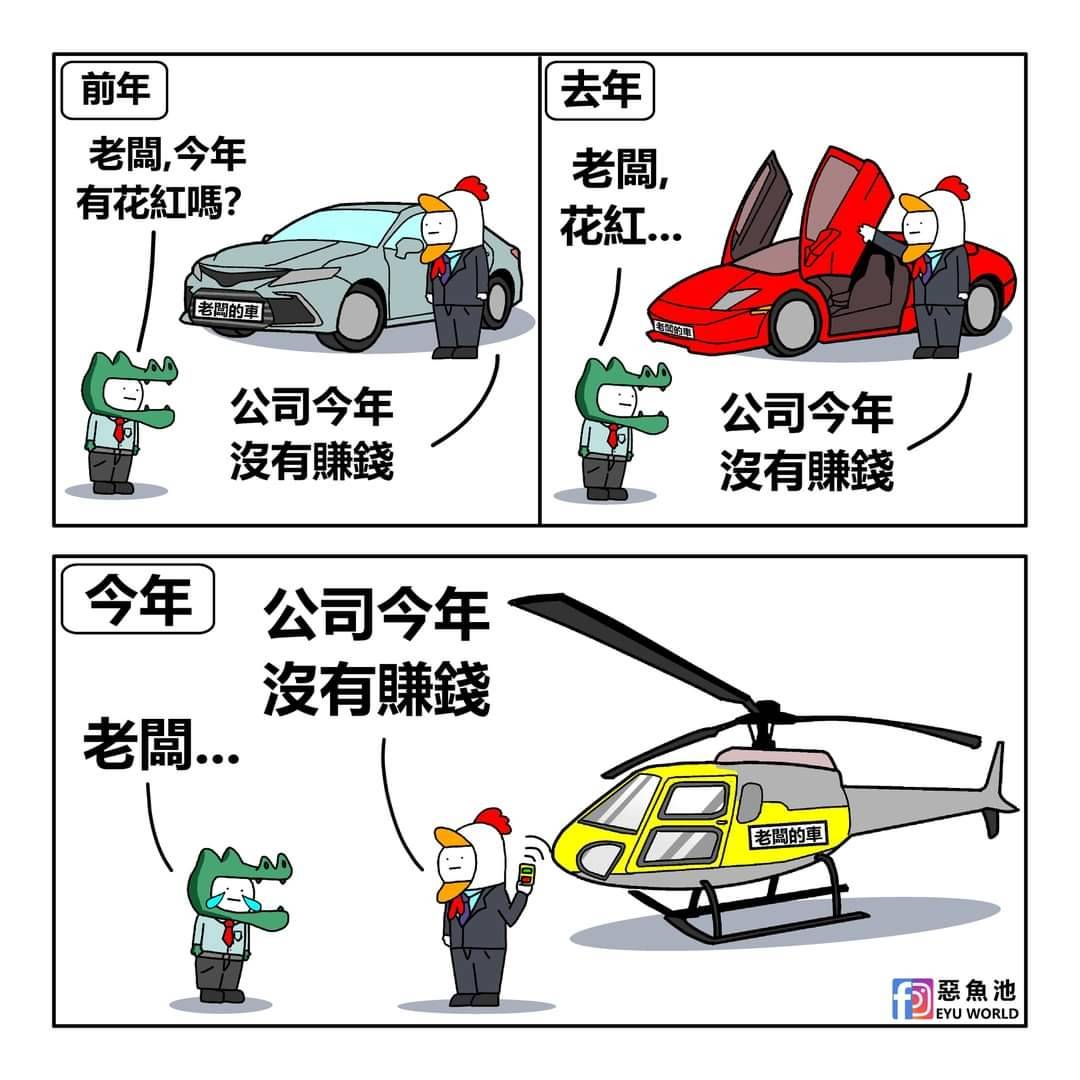 前年
老闆,今年
有花紅嗎?
老闆的車
公司今年
沒有賺錢
去年
老闆,
花紅...
老闆的車
公司今年
沒有賺錢
今年
公司今年
沒有賺錢
老闆...
老闆的車
惡魚池
EYU WORLD